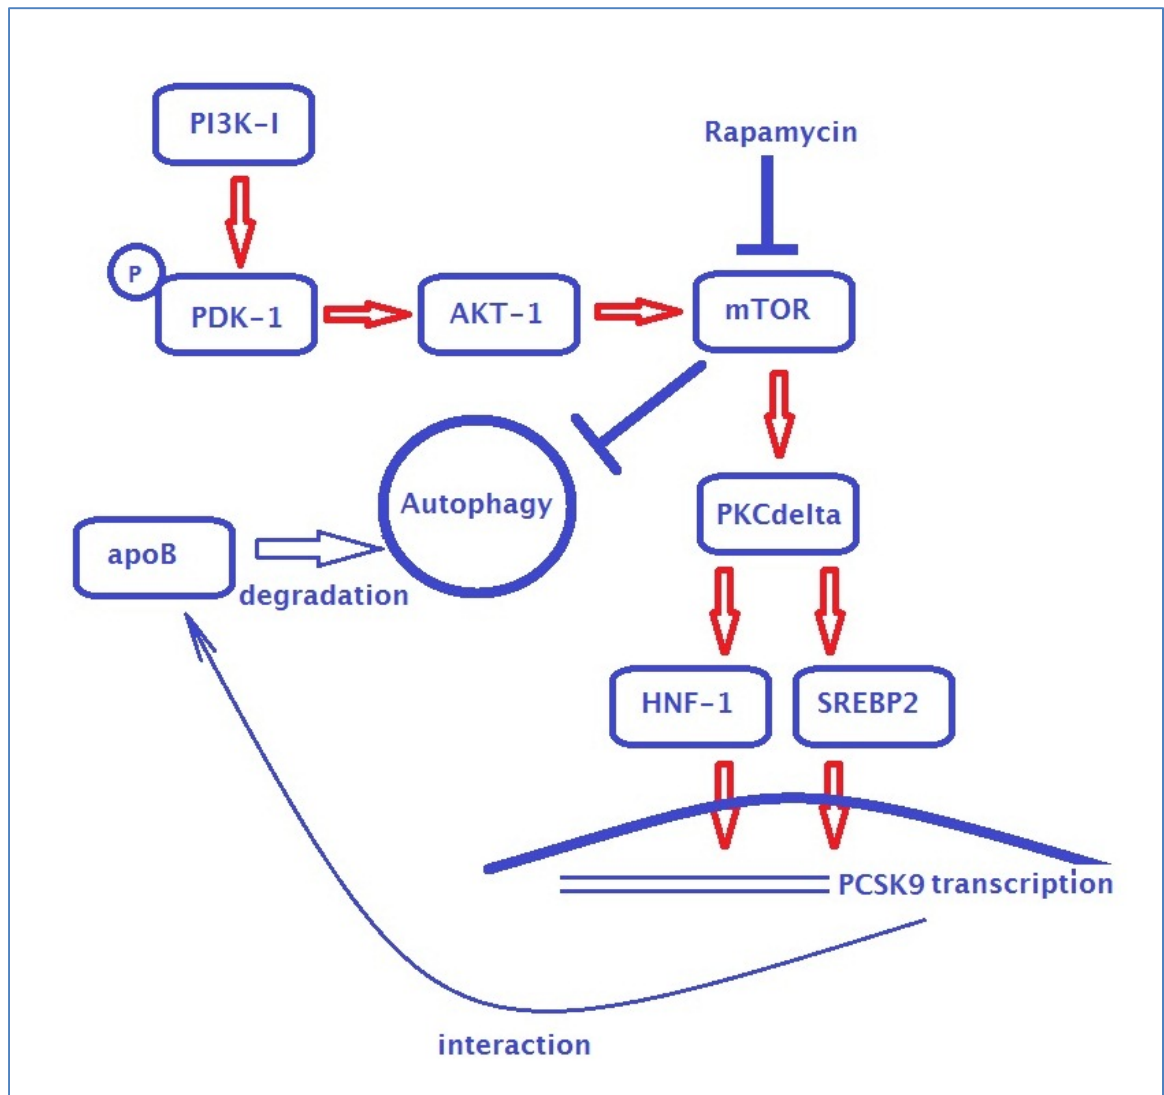 PI3K-I
Rapamycin
P
PDK-1
AKT-1
mTOR
Autophagy
PKCdelta
apoB
degradation
HNF-1
SREBP2
PCSK9 transcription
interaction